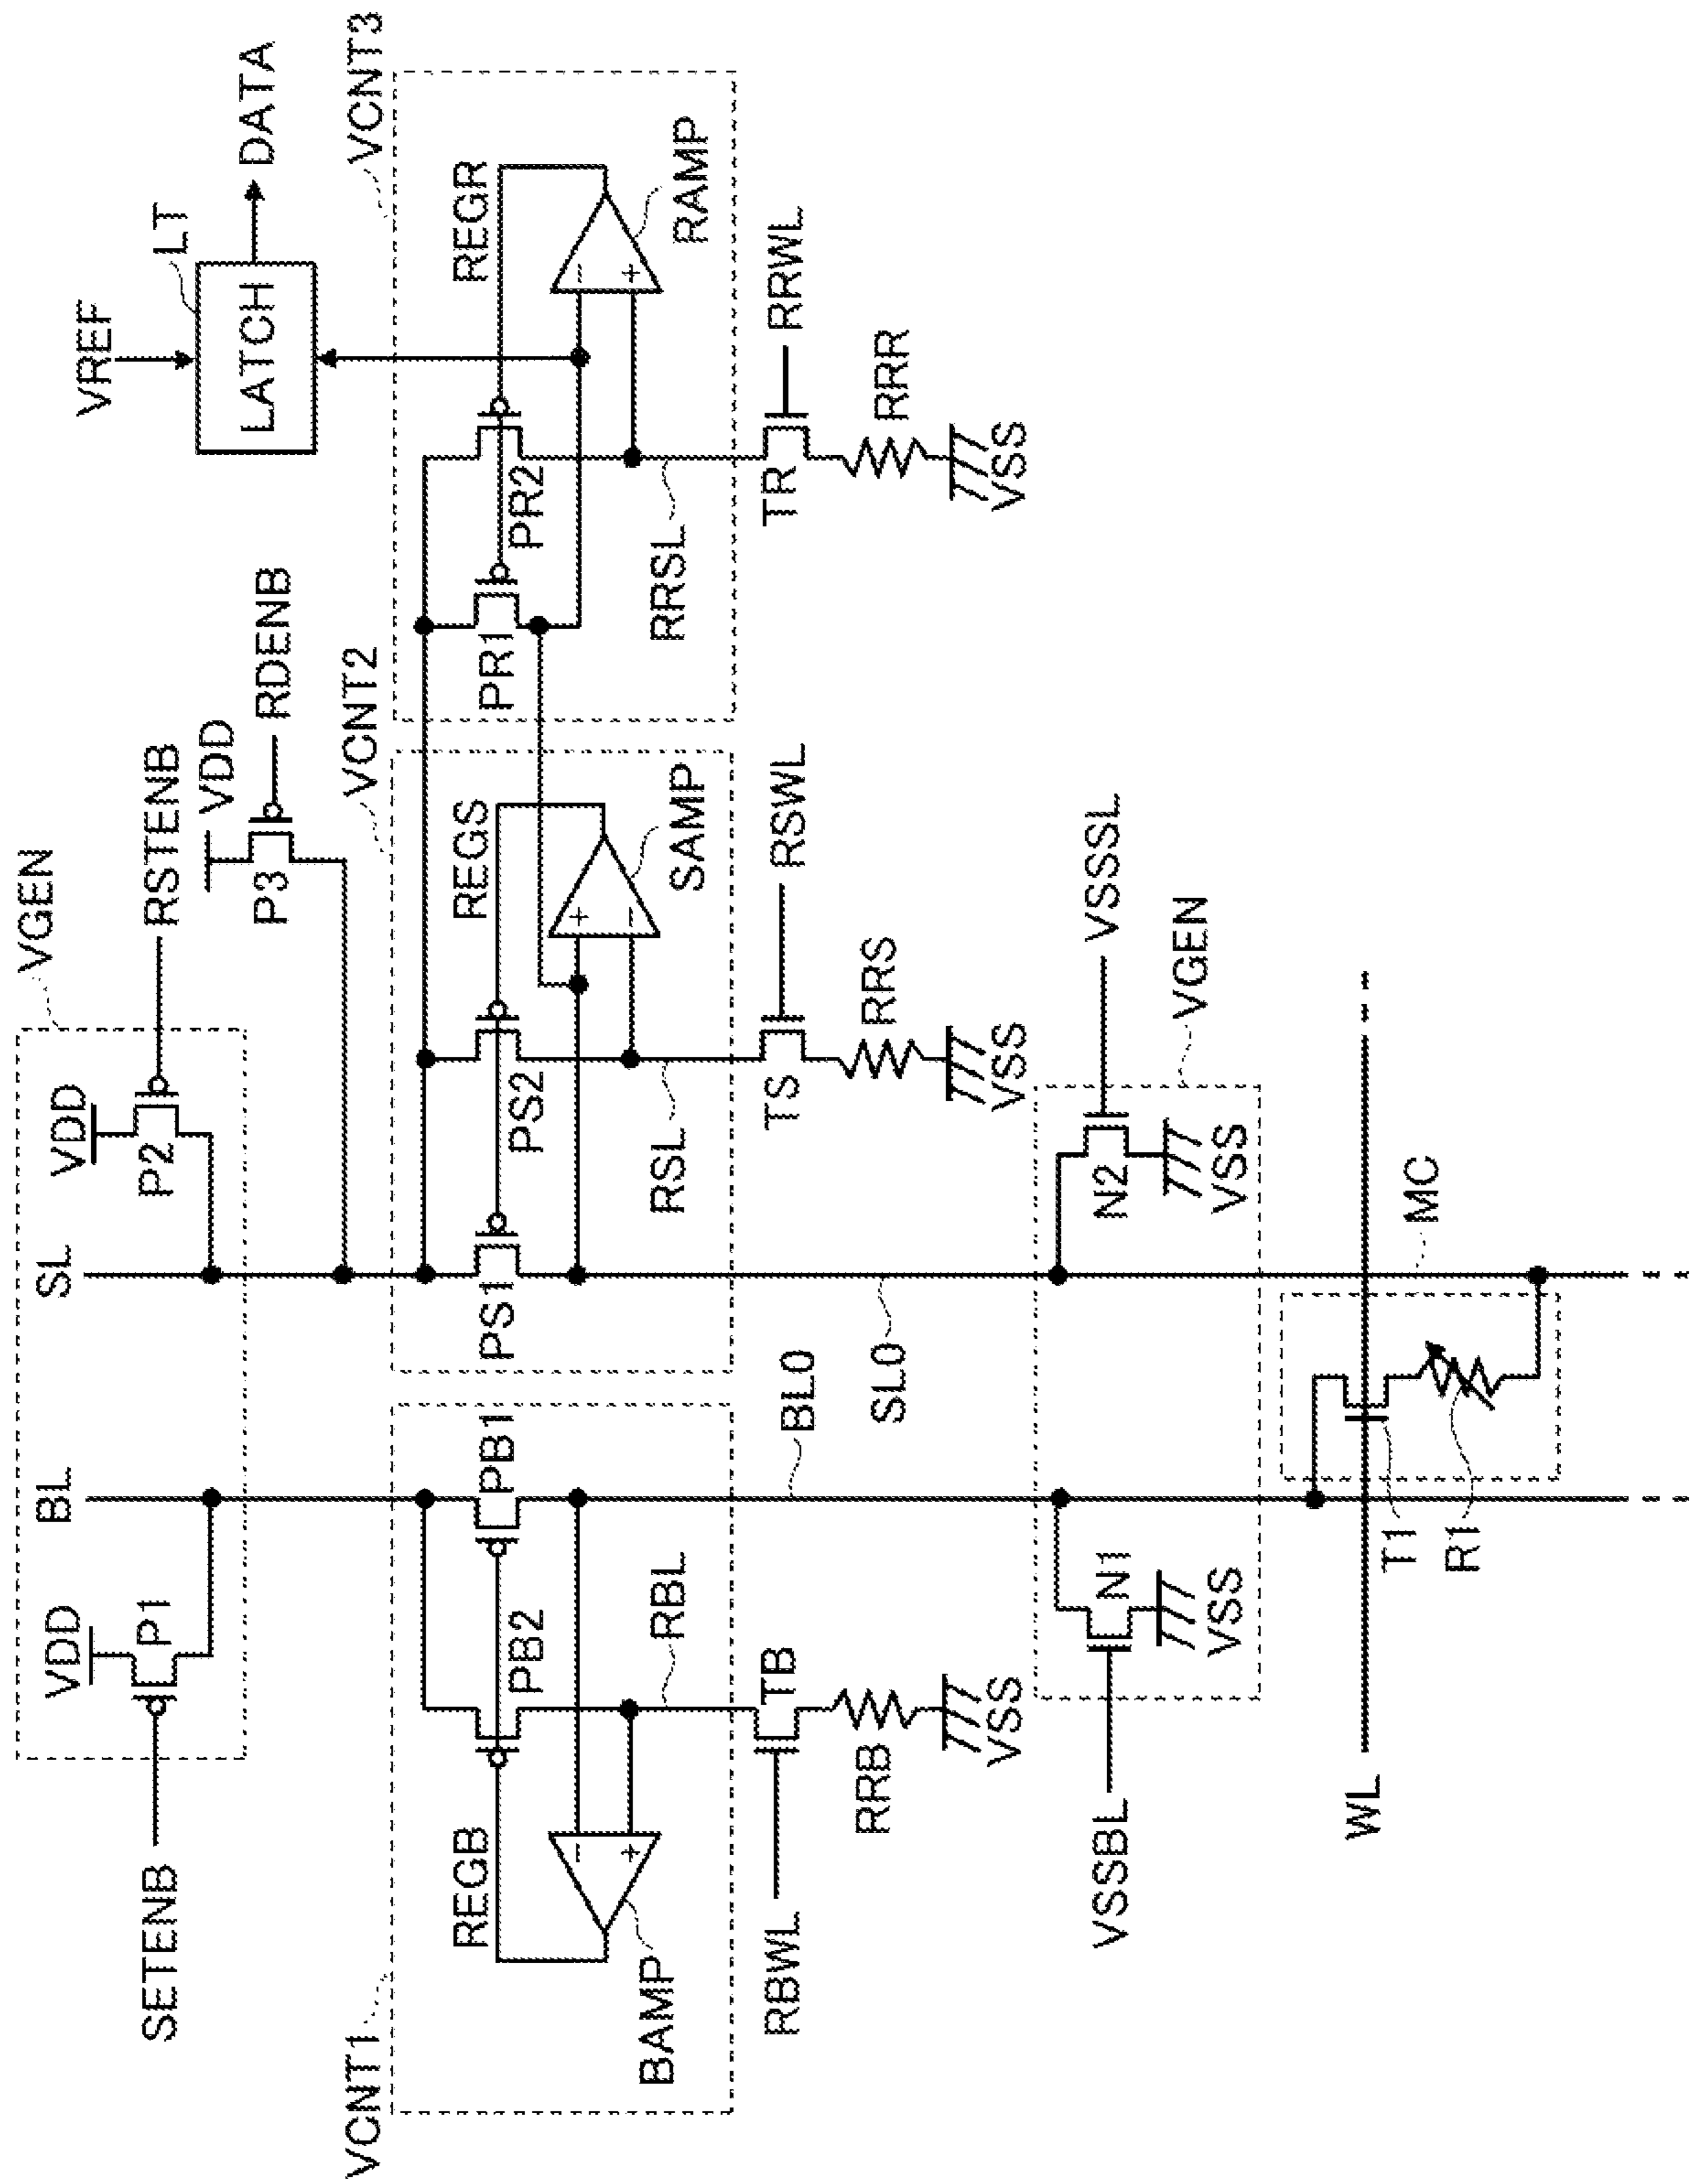 VGEN
VDD
VDD
SETENB
P1
BL
SL
P2
RSTENB
VDD
P3
RDENB
VREF
LT
LATCH
DATA
VCNT1
VCNT2
VCNT3
REGB
PB2
PB1
BAMP
-
+
RBL
PS1
PS2
REGS
SAMP
+
-
RSL
PR1
PR2
REGR
RAMP
-
+
RRSL
RBWL
TB
RRB
VSS
BL0
SL0
TS
RSWL
RRS
VSS
TR
RRWL
RRR
VSS
VSSBL
N1
VSS
N2
VSS
VSSSL
VGEN
WL
T1
R1
MC